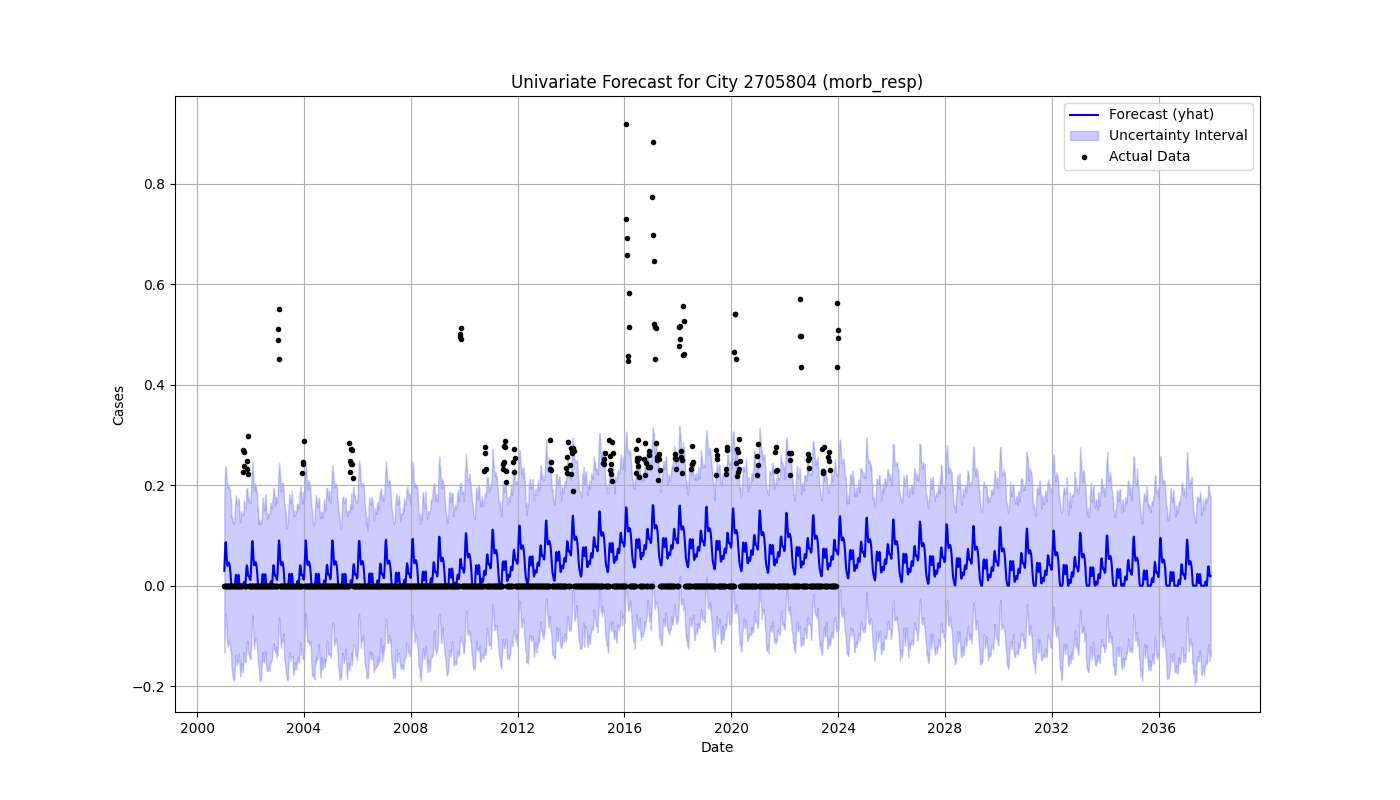 Univariate Forecast for City 2705804 (morb_resp)
Forecast (yhat)
Uncertainty Interval
Actual Data
Cases
0.8
0.6
0.4
0.2
0.0
−0.2
2000 2004 2008 2012 2016 2020 2024 2028 2032 2036
Date